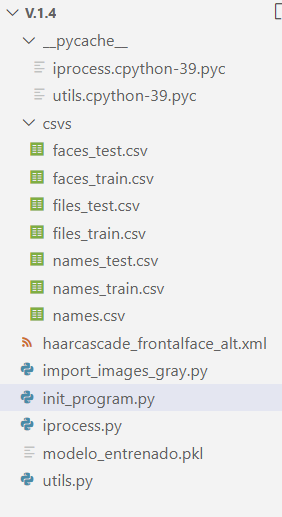 V.1.4
__pycache__
iprocess.cpython-39.pyc
utils.cpython-39.pyc
csvs
faces_test.csv
faces_train.csv
files_test.csv
files_train.csv
names_test.csv
names_train.csv
names.csv
haarcascade_frontalface_alt.xml
import_images_gray.py
init_program.py
iprocess.py
modelo_entrenado.pkl
utils.py